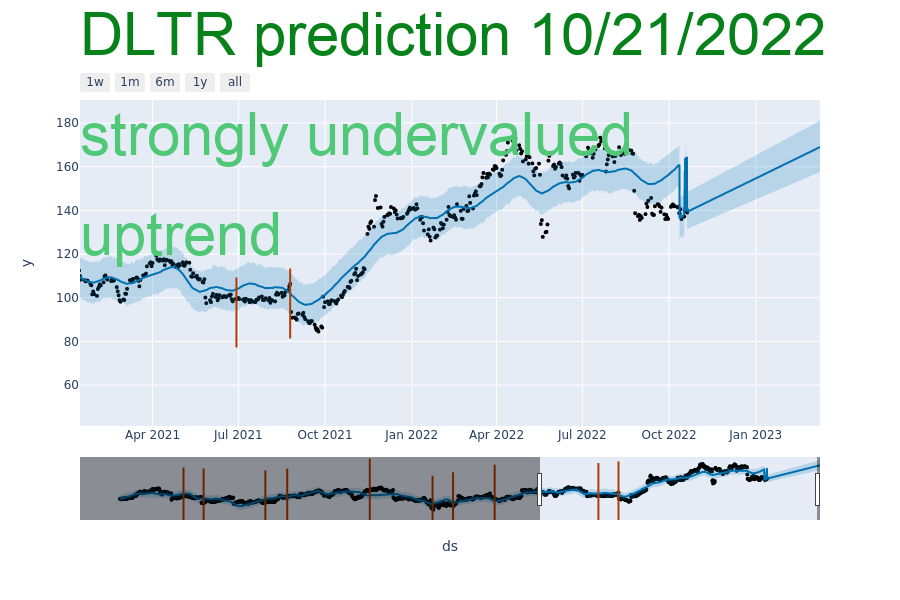 DLTR prediction 10/21/2022
1w 1m 6m 1y all
strongly undervalued
uptrend
180
160
140
120
100
80
60
y
Apr 2021 Jul 2021 Oct 2021 Jan 2022 Apr 2022 Jul 2022 Oct 2022 Jan 2023
ds